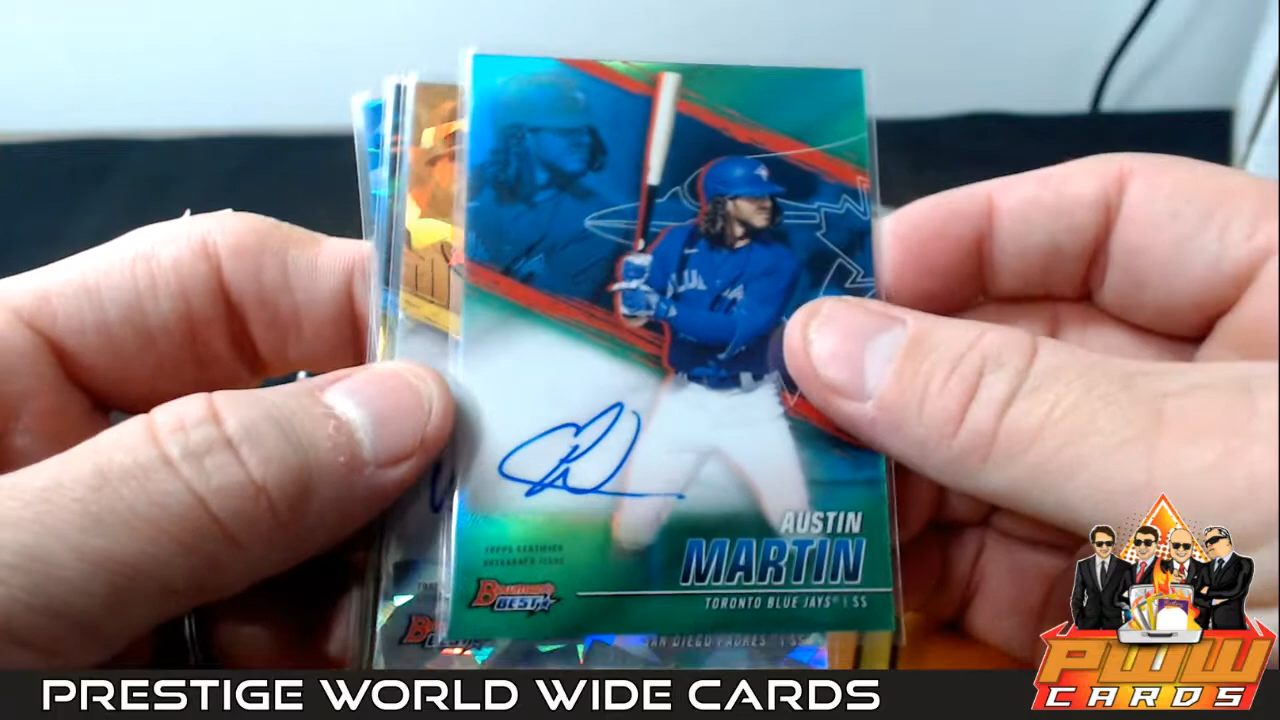 AUSTIN
MARTIN
TORONTO BLUE JAYS® | SS
TOPPS CERTIFIED
AUTOGRAPH ISSUE
BOWMAN'S
BEST
SAN DIEGO PADRES | SS
PRESTIGE WORLD WIDE CARDS
PWW
CARDS